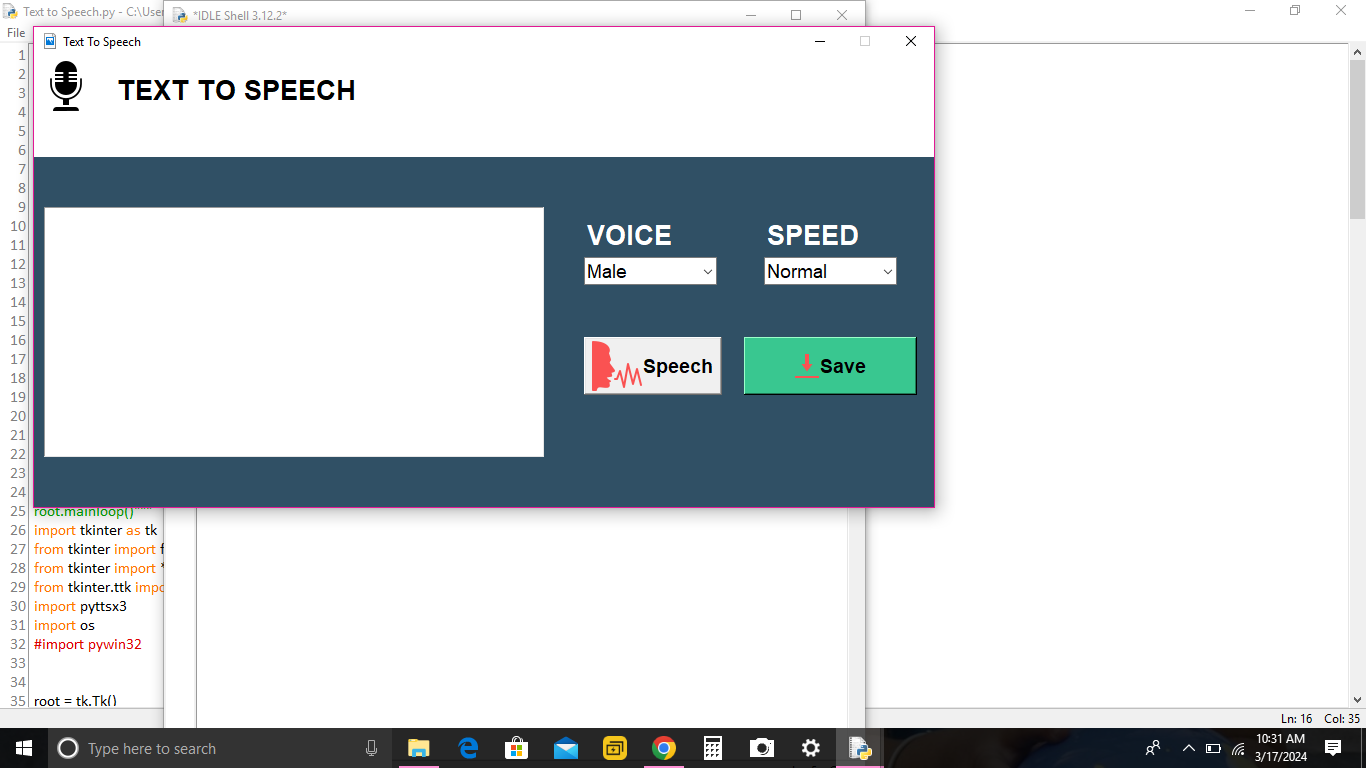 Text to Speech.py - C:\User
*IDLE Shell 3.12.2*
File
Text To Speech
TEXT TO SPEECH
VOICE
SPEED
Male
Normal
Speech
Save
1
2
3
4
5
6
7
8
9
10
11
12
13
14
15
16
17
18
19
20
21
22
23
24
25 root.mainloop()"""
26 import tkinter as tk
27 from tkinter import f
28 from tkinter import *
29 from tkinter.ttk impo
30 import pyttsx3
31 import os
32 #import pywin32
33
34
35 root = tk.Tk()
Ln: 16 Col: 35
Type here to search
10:31 AM
3/17/2024